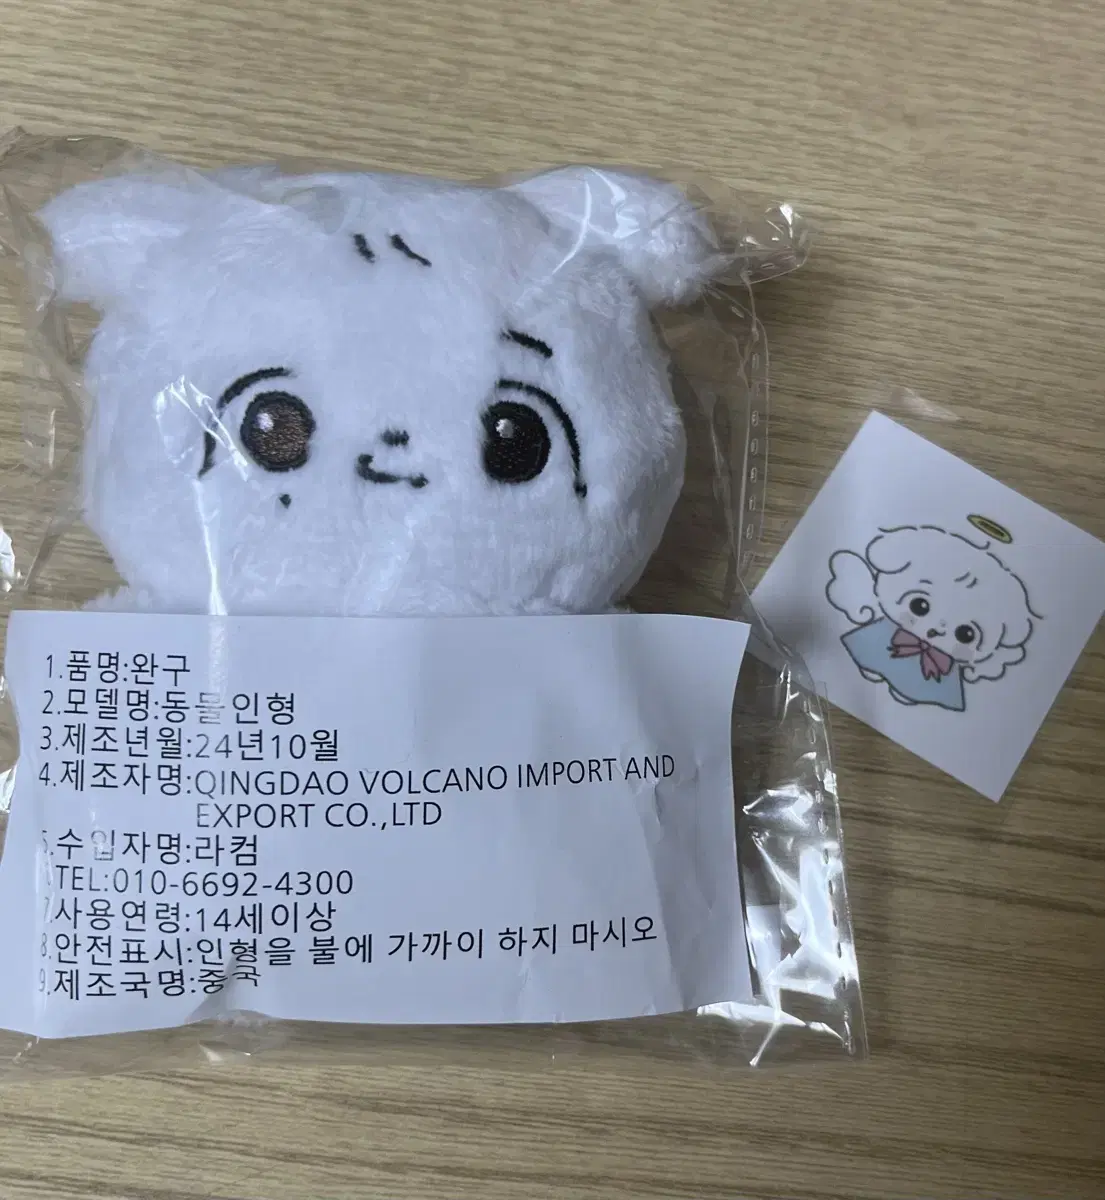 1.품명:완구
2.모델명:동물인형
3.제조년월:24년10월
4.제조자명:QINGDAO VOLCANO IMPORT AND
EXPORT CO.,LTD
5.수입자명:라컴
TEL:010-6692-4300
7.사용연령:14세이상
8.안전표시:인형을 불에 가까이 하지 마시오
9.제조국명:중국